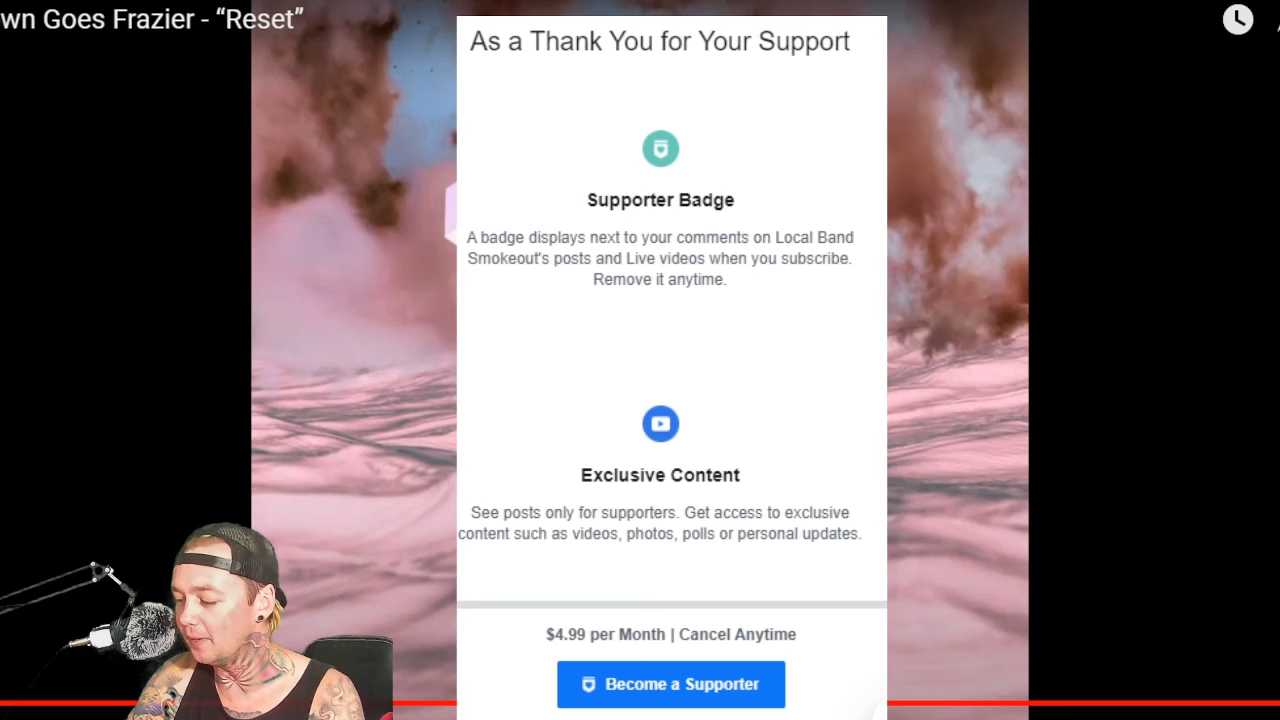 wn Goes Frazier - “Reset”
As a Thank You for Your Support
Supporter Badge
A badge displays next to your comments on Local Band
Smokeout's posts and Live videos when you subscribe.
Remove it anytime.
Exclusive Content
See posts only for supporters. Get access to exclusive
content such as videos, photos, polls or personal updates.
$4.99 per Month | Cancel Anytime
Become a Supporter